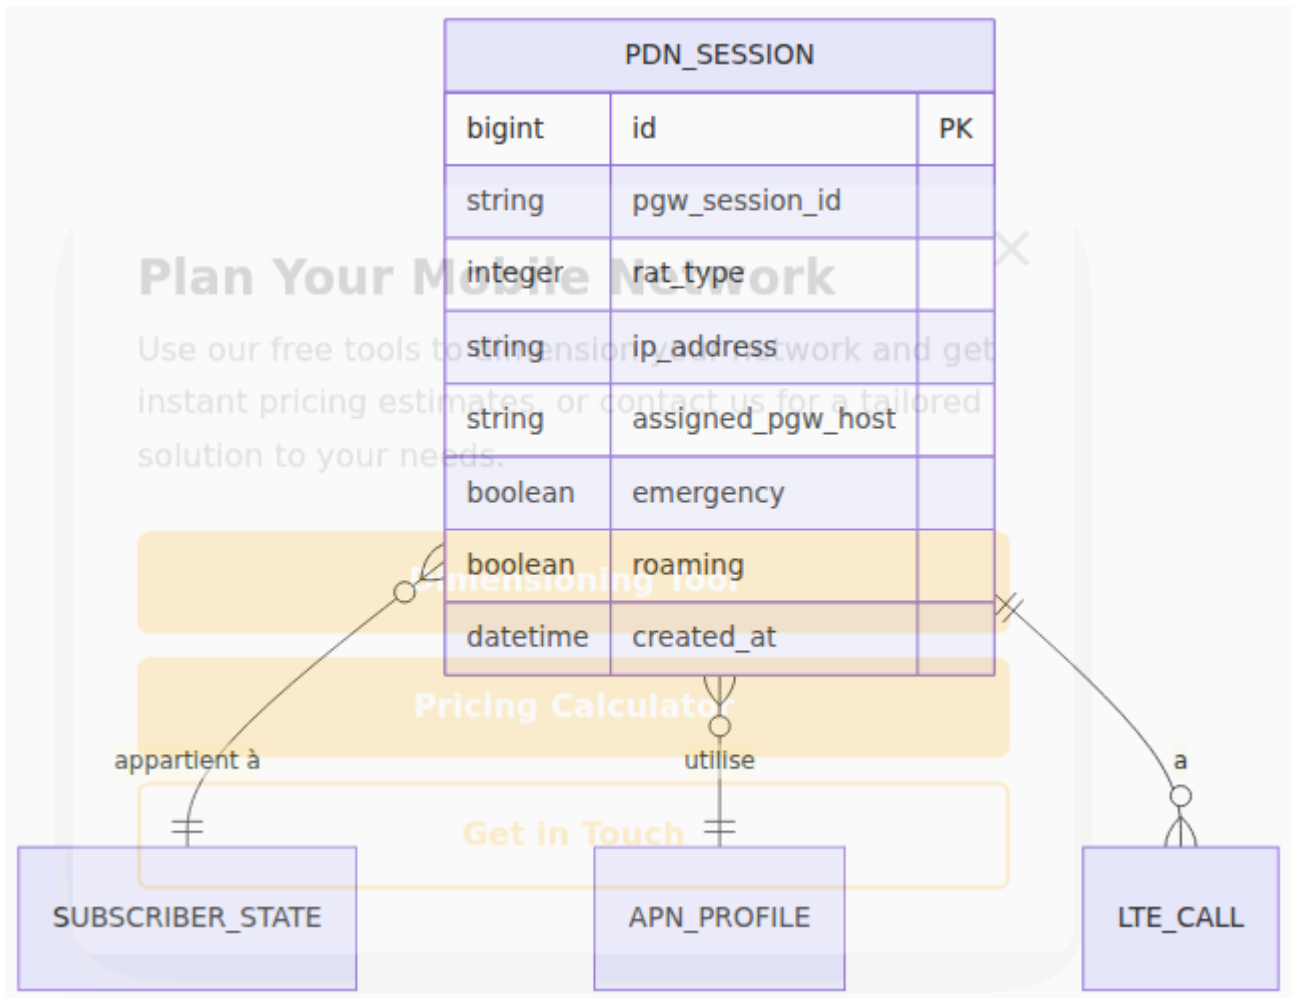 PDN_SESSION
bigint id PK
string pgw_session_id
integer rat_type
string ip_address
string assigned_pgw_host
boolean emergency
boolean roaming
datetime created_at
Plan Your Mobile Network
Use our free tools to dimension your network and get
instant pricing estimates, or contact us for a tailored
solution to your needs.
Dimensioning Tool
Pricing Calculator
Get in Touch
appartient à
utilise
a
SUBSCRIBER_STATE
APN_PROFILE
LTE_CALL